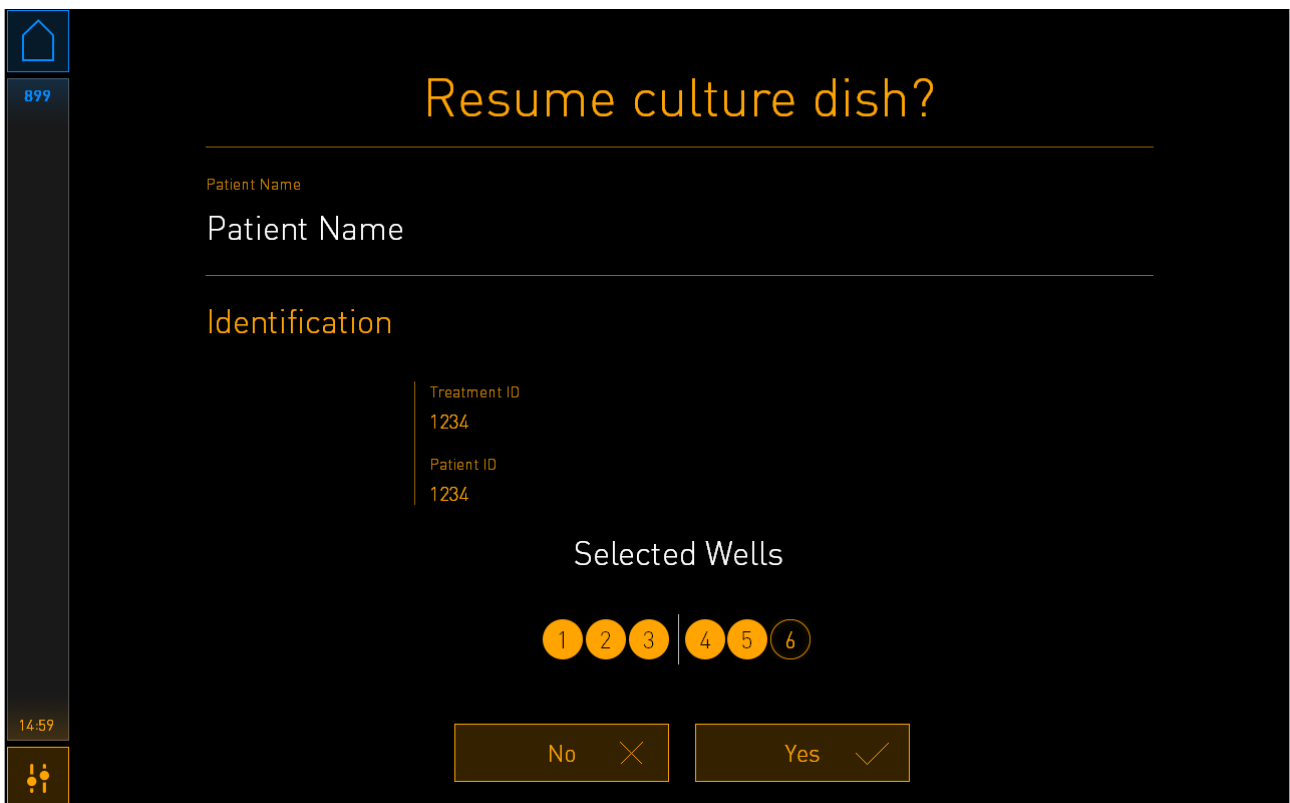 899
Resume culture dish?
Patient Name
Patient Name
Identification
Treatment ID
1234
Patient ID
1234
Selected Wells
1 2 3 4 5 6
14:59
No Yes